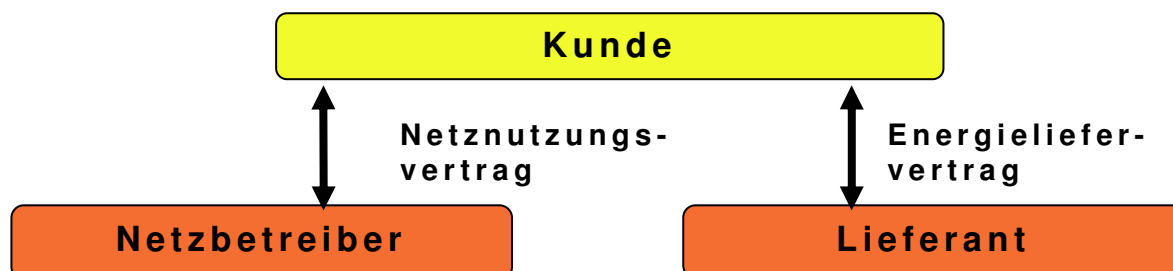 Kunde
Netznutzungs-
vertrag
Energieliefer-
vertrag
Netzbetreiber
Lieferant